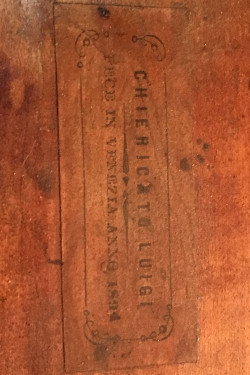 CHIERICATO LUIGI
FECE IN VENEZIA ANNO 1894